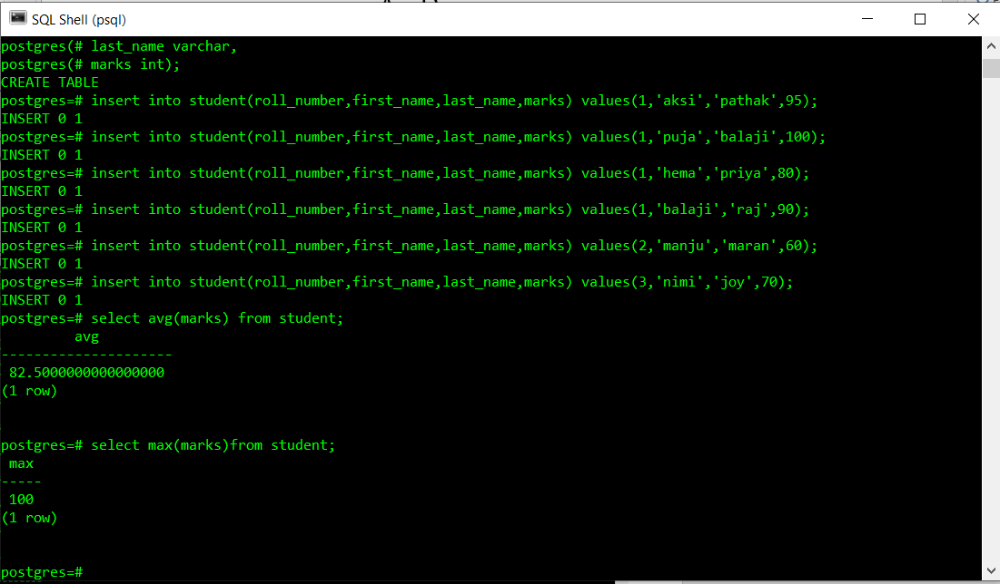 SQL Shell (psql)
postgres(# last_name varchar,
postgres(# marks int);
CREATE TABLE
postgres=# insert into student(roll_number,first_name,last_name,marks) values(1,'aksi','pathak',95);
INSERT 0 1
postgres=# insert into student(roll_number,first_name,last_name,marks) values(1,'puja','balaji',100);
INSERT 0 1
postgres=# insert into student(roll_number,first_name,last_name,marks) values(1,'hema','priya',80);
INSERT 0 1
postgres=# insert into student(roll_number,first_name,last_name,marks) values(1,'balaji','raj',90);
INSERT 0 1
postgres=# insert into student(roll_number,first_name,last_name,marks) values(2,'manju','maran',60);
INSERT 0 1
postgres=# insert into student(roll_number,first_name,last_name,marks) values(3,'nimi','joy',70);
INSERT 0 1
postgres=# select avg(marks) from student;
avg
---------------------
82.5000000000000000
(1 row)
postgres=# select max(marks)from student;
max
-----
100
(1 row)
postgres=#